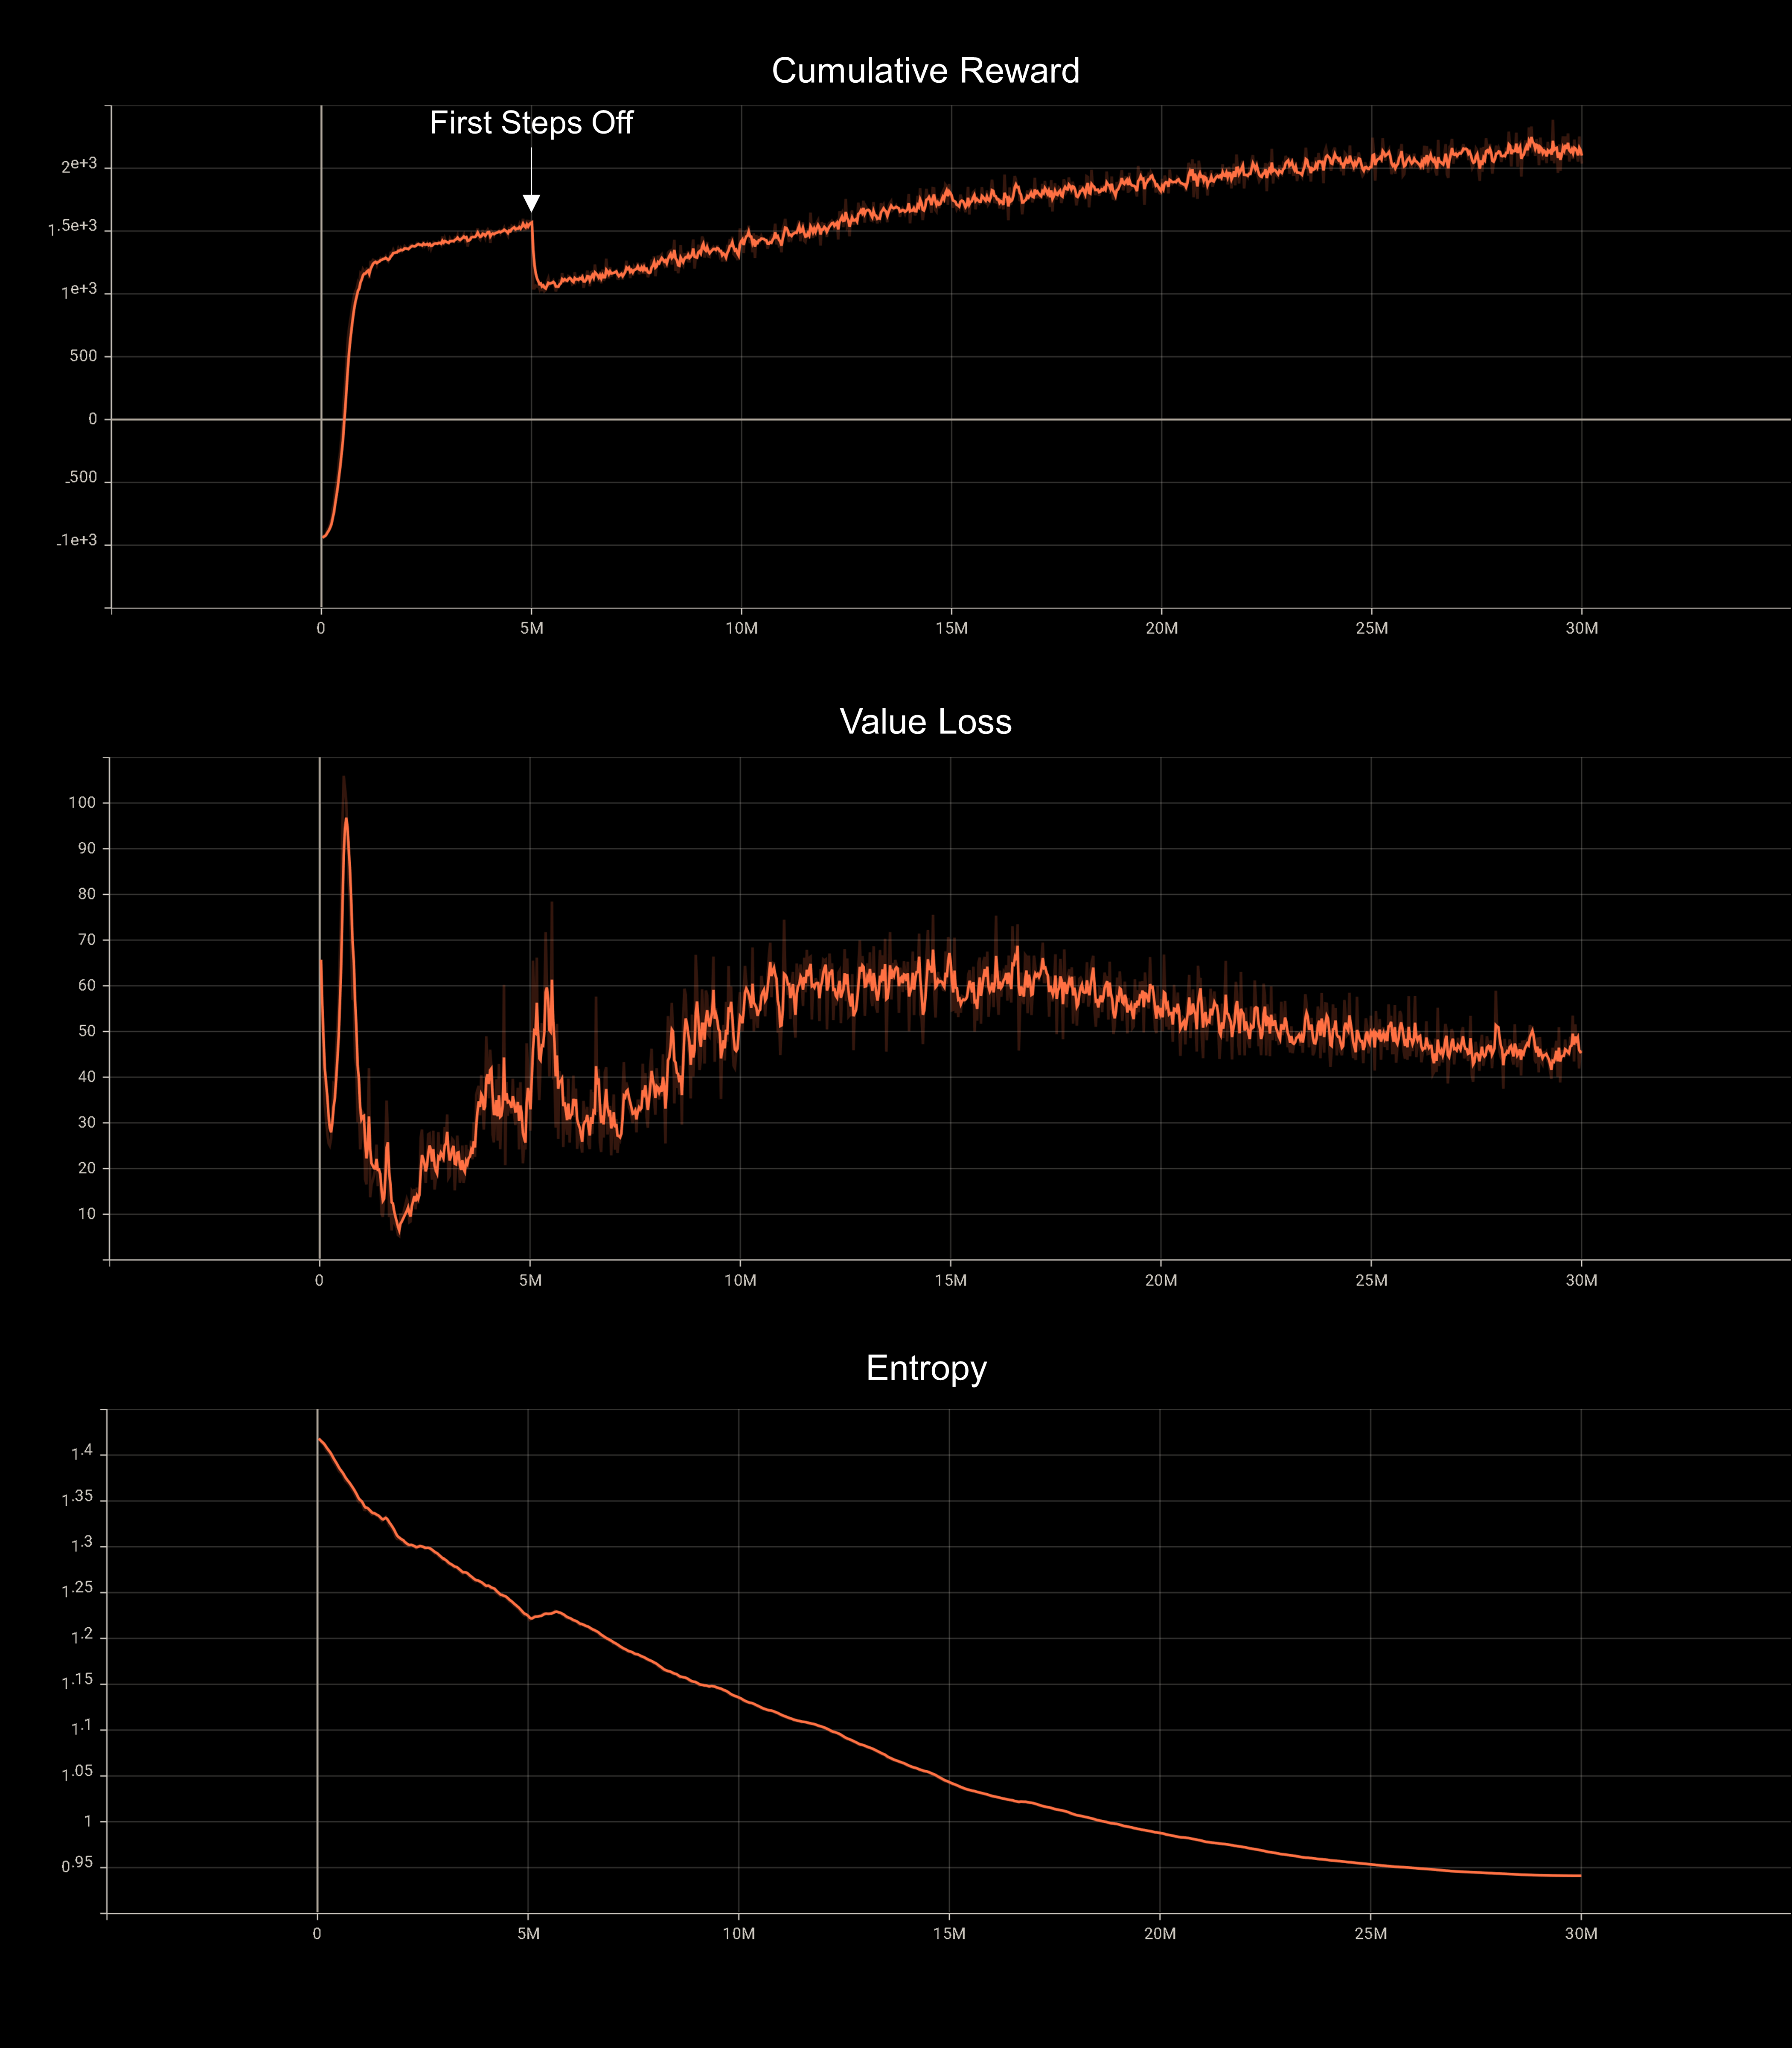 Cumulative Reward
First Steps Off
2e+3
1.5e+3
1e+3
500
0
-500
-1e+3
0 5M 10M 15M 20M 25M 30M
Value Loss
100
90
80
70
60
50
40
30
20
10
0 5M 10M 15M 20M 25M 30M
Entropy
1.4
1.35
1.3
1.25
1.2
1.15
1.1
1.05
1
0.95
0 5M 10M 15M 20M 25M 30M